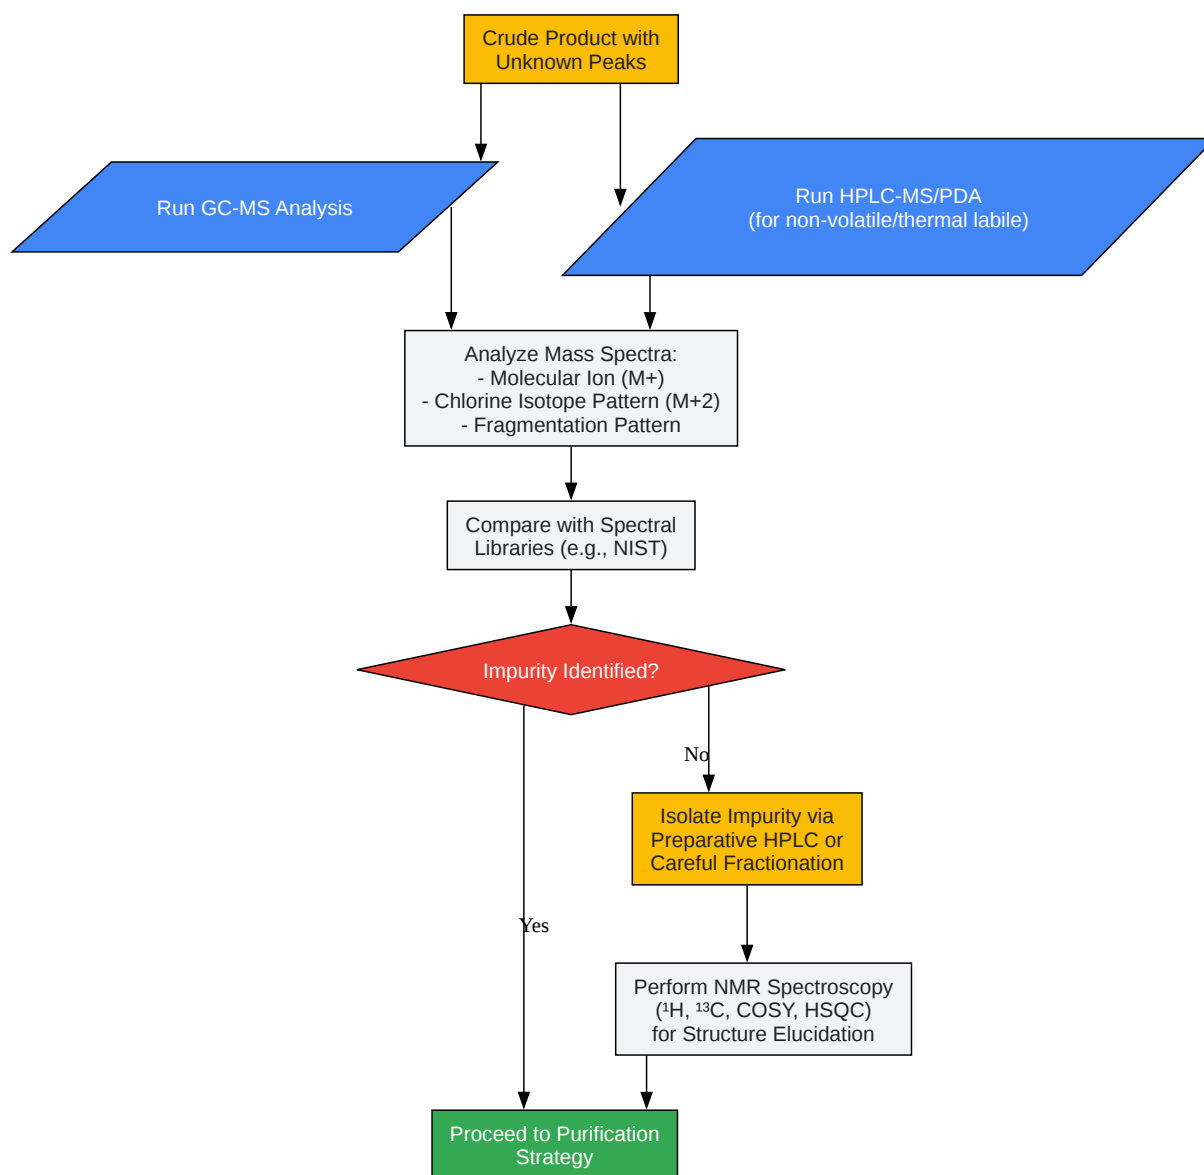 Crude Product with
Unknown Peaks
Run GC-MS Analysis
Run HPLC-MS/PDA
(for non-volatile/thermal labile)
Analyze Mass Spectra:
- Molecular Ion (M+)
- Chlorine Isotope Pattern (M+2)
- Fragmentation Pattern
Compare with Spectral
Libraries (e.g., NIST)
Impurity Identified?
No
Isolate Impurity via
Preparative HPLC or
Careful Fractionation
Yes
Perform NMR Spectroscopy
(¹H, ¹³C, COSY, HSQC)
for Structure Elucidation
Proceed to Purification
Strategy